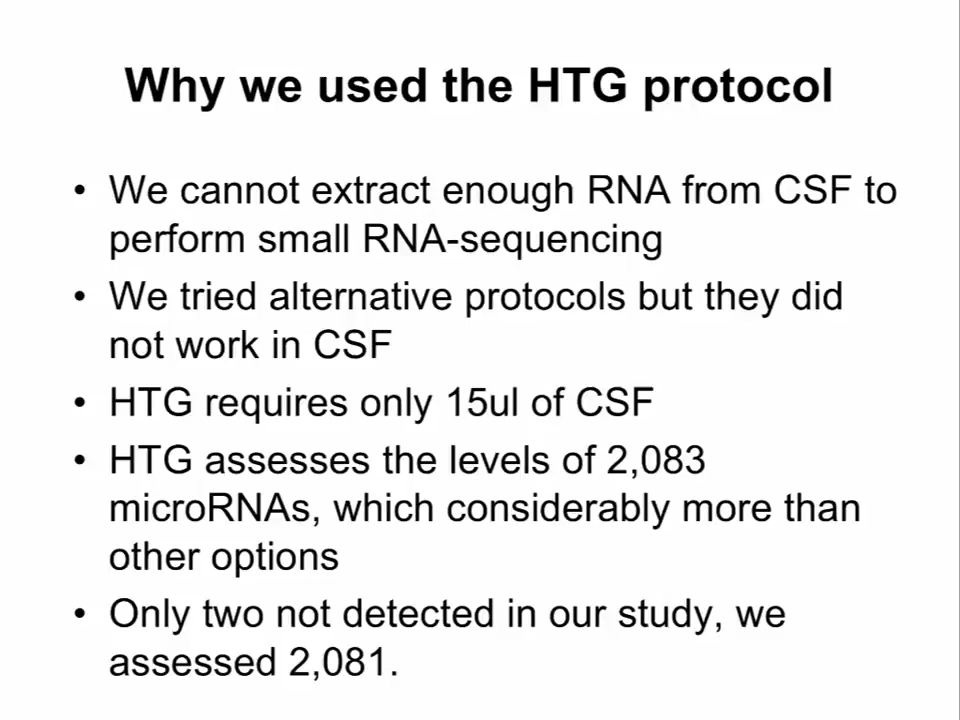 Why we used the HTG protocol
• We cannot extract enough RNA from CSF to
perform small RNA-sequencing
• We tried alternative protocols but they did
not work in CSF
• HTG requires only 15ul of CSF
• HTG assesses the levels of 2,083
microRNAs, which considerably more than
other options
• Only two not detected in our study, we
assessed 2,081.